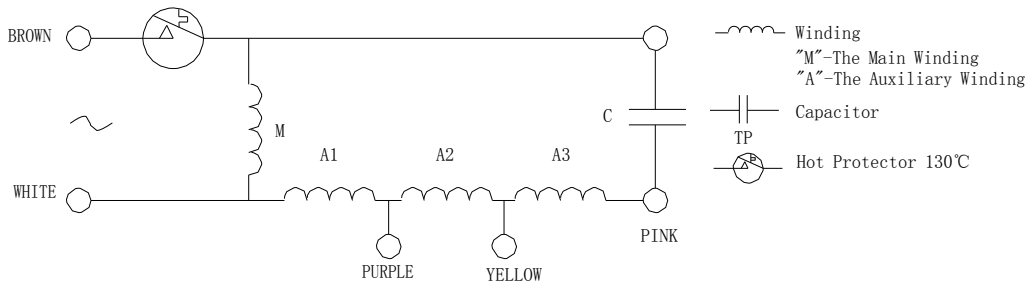 BROWN
Winding
"M"-The Main Winding
"A"-The Auxiliary Winding
C
Capacitor
M
TP
A1
A2
A3
Hot Protector 130℃
WHITE
PINK
PURPLE
YELLOW